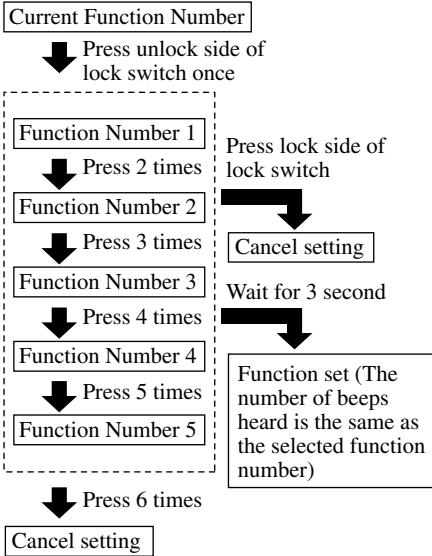 Current Function Number
Press unlock side of
lock switch once
Function Number 1
Press 2 times
Function Number 2
Press 3 times
Function Number 3
Press 4 times
Function Number 4
Press 5 times
Function Number 5
Press 6 times
Cancel setting
Press lock side of
lock switch
Cancel setting
Wait for 3 second
Function set (The
number of beeps
heard is the same as
the selected function
number)